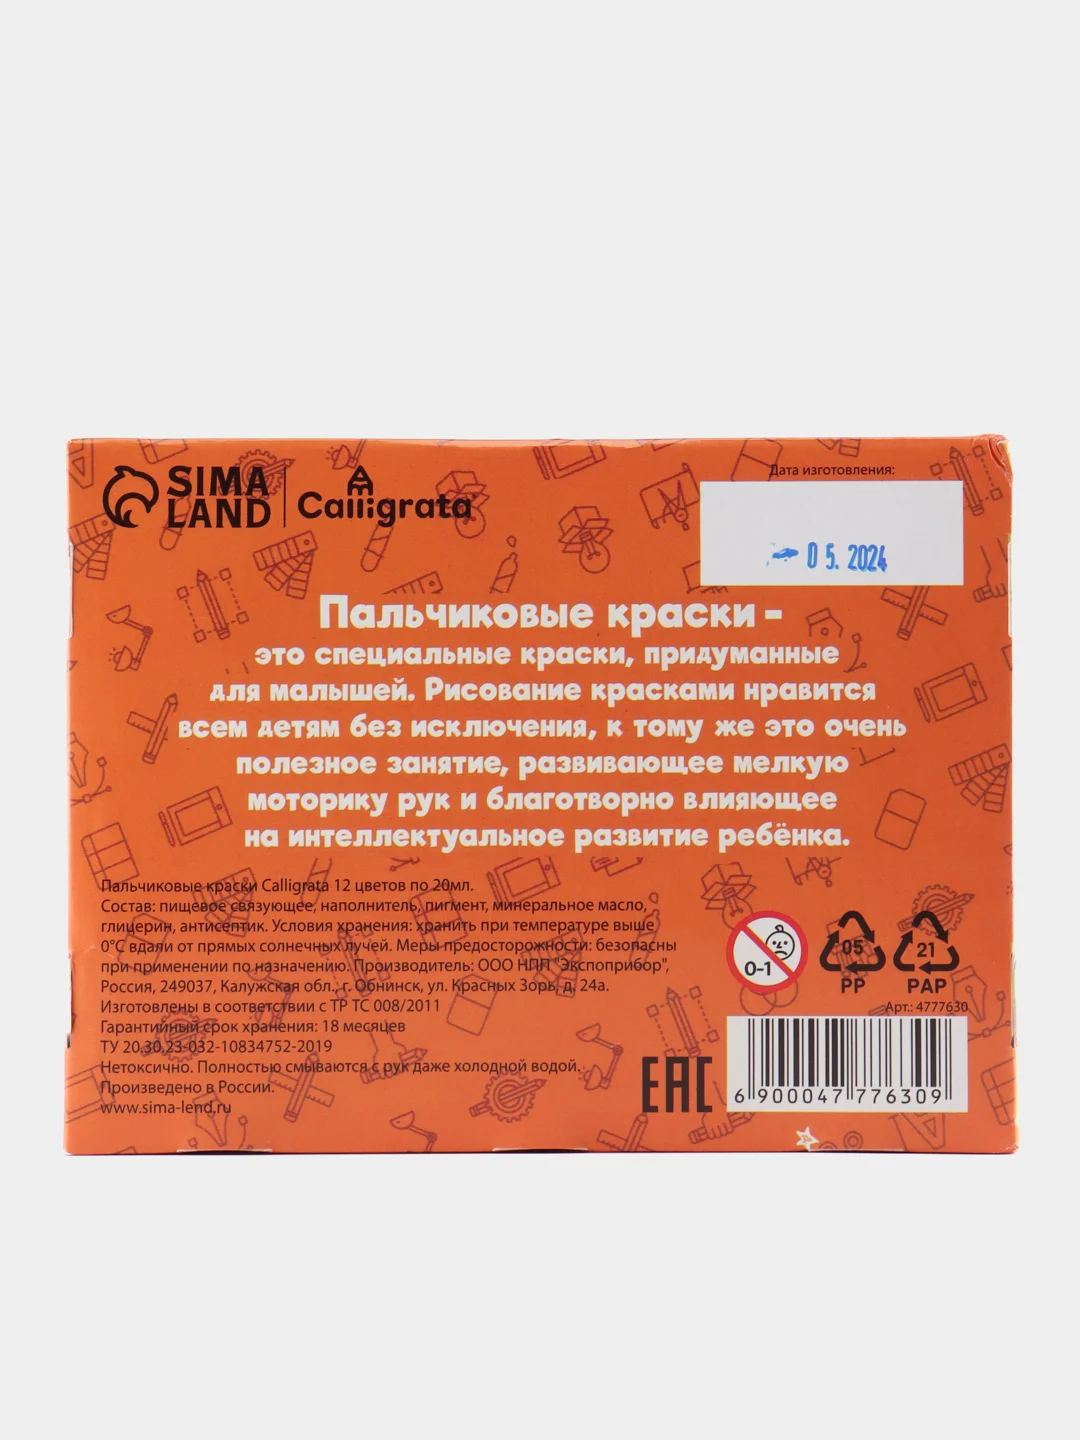 SIMA LAND
Calligrata
Дата изготовления:
05. 2024
Пальчиковые краски -
это специальные краски, придуманные
для малышей. Рисование красками нравится
всем детям без исключения, к тому же это очень
полезное занятие, развивающее мелкую
моторику рук и благотворно влияющее
на интеллектуальное развитие ребёнка.
Пальчиковые краски Calligrata 12 цветов по 20мл.
Состав: пищевое связующее, наполнитель, пигмент, минеральное масло,
глицерин, антисептик. Условия хранения: хранить при температуре выше
0°C вдали от прямых солнечных лучей. Меры предосторожности: безопасны
при применении по назначению. Производитель: ООО НПП "Экспоприбор",
Россия, 249037, Калужская обл., г. Обнинск, ул. Красных Зорь, д. 24а.
Изготовлены в соответствии с ТР ТС 008/2011
Гарантийный срок хранения: 18 месяцев
ТУ 20.30.23-032-10834752-2019
Нетоксично. Полностью смываются с рук даже холодной водой.
Произведено в России.
www.sima-lend.ru
0-1
05
PP
21
PAP
Арт.: 4777630
EAC
6 900047 776309